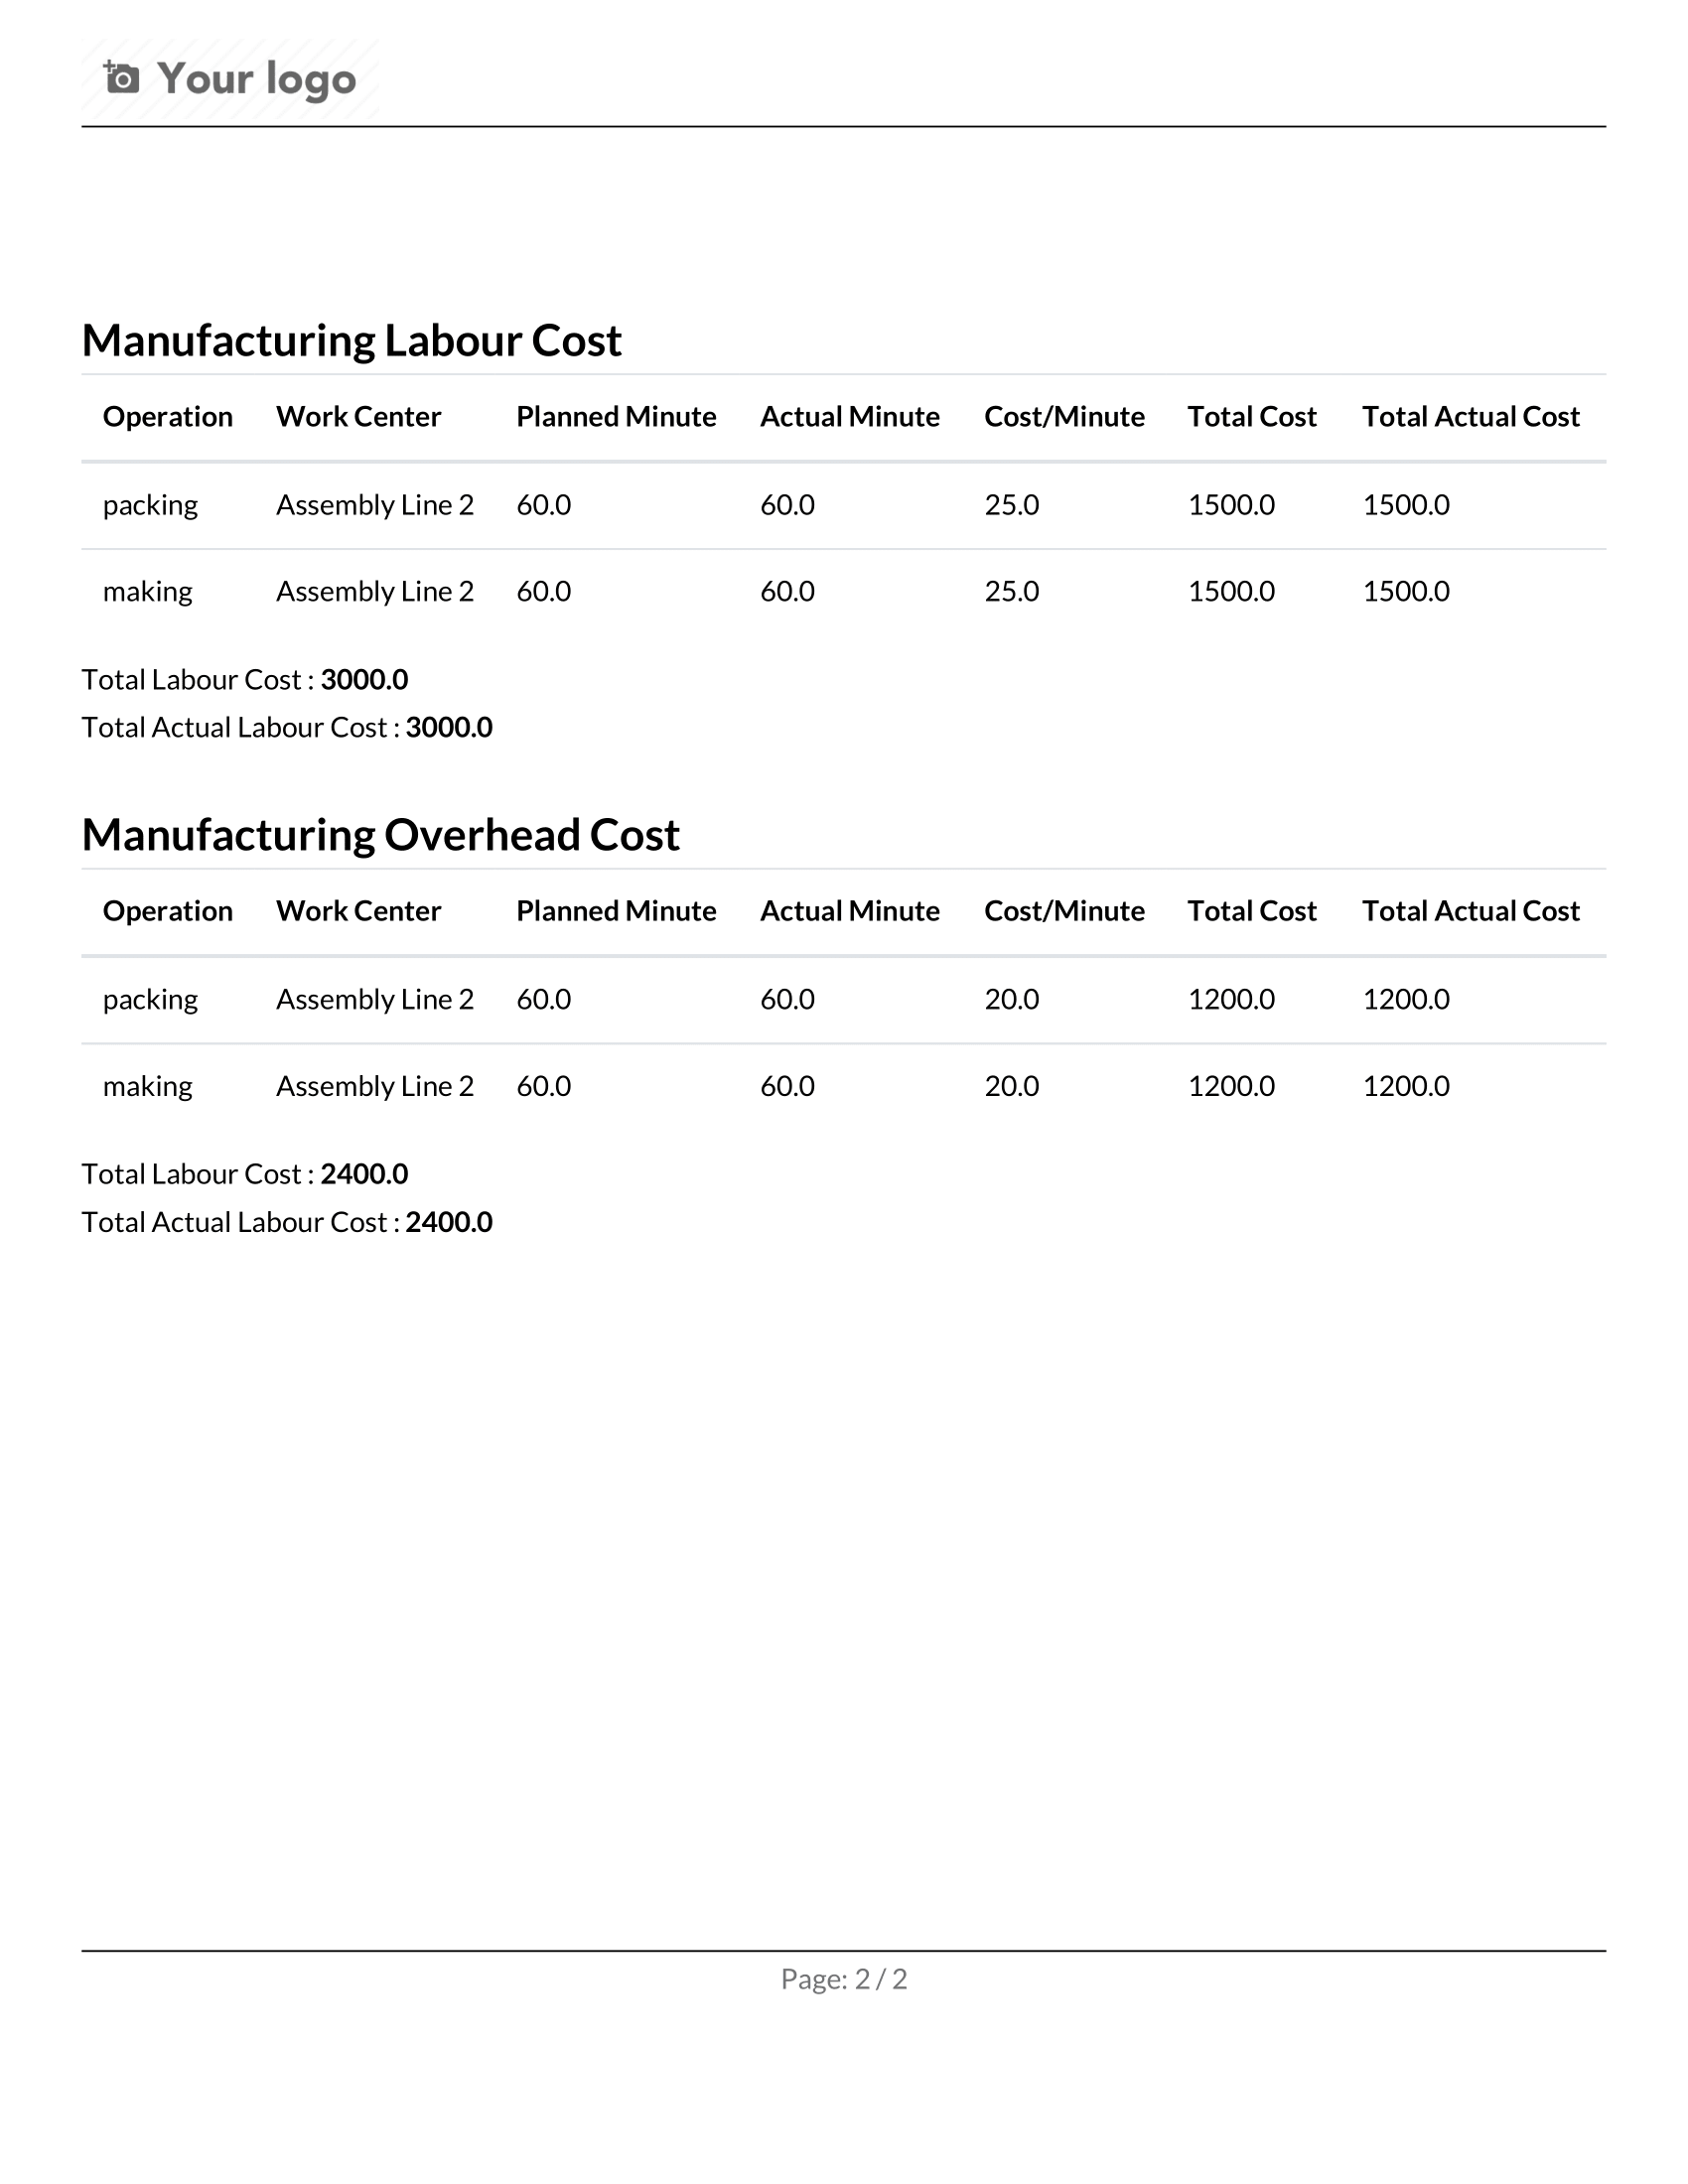 Your logo
Manufacturing Labour Cost
Operation Work Center Planned Minute Actual Minute Cost/Minute Total Cost Total Actual Cost
packing Assembly Line 2 60.0 60.0 25.0 1500.0 1500.0
making Assembly Line 2 60.0 60.0 25.0 1500.0 1500.0
Total Labour Cost : 3000.0
Total Actual Labour Cost : 3000.0
Manufacturing Overhead Cost
Operation Work Center Planned Minute Actual Minute Cost/Minute Total Cost Total Actual Cost
packing Assembly Line 2 60.0 60.0 20.0 1200.0 1200.0
making Assembly Line 2 60.0 60.0 20.0 1200.0 1200.0
Total Labour Cost : 2400.0
Total Actual Labour Cost : 2400.0
Page: 2 / 2